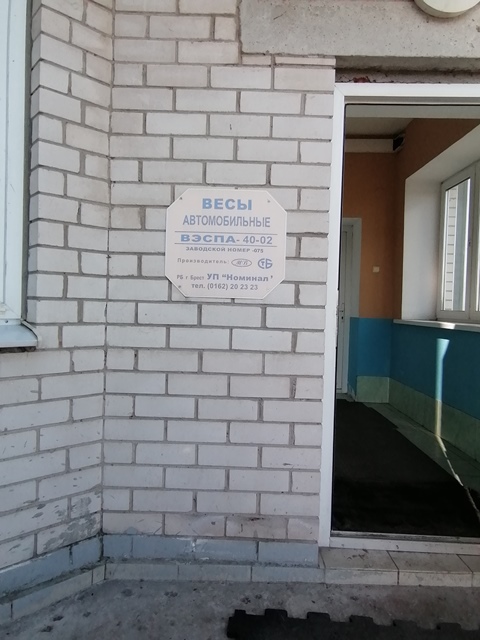 ВЕСЫ
АВТОМОБИЛЬНЫЕ
ВЭСПА- 40-02
ЗАВОДСКОЙ НОМЕР -075
Производитель:
РБ, г Брест УП "Номинал"
тел. (0162) 20 23 23